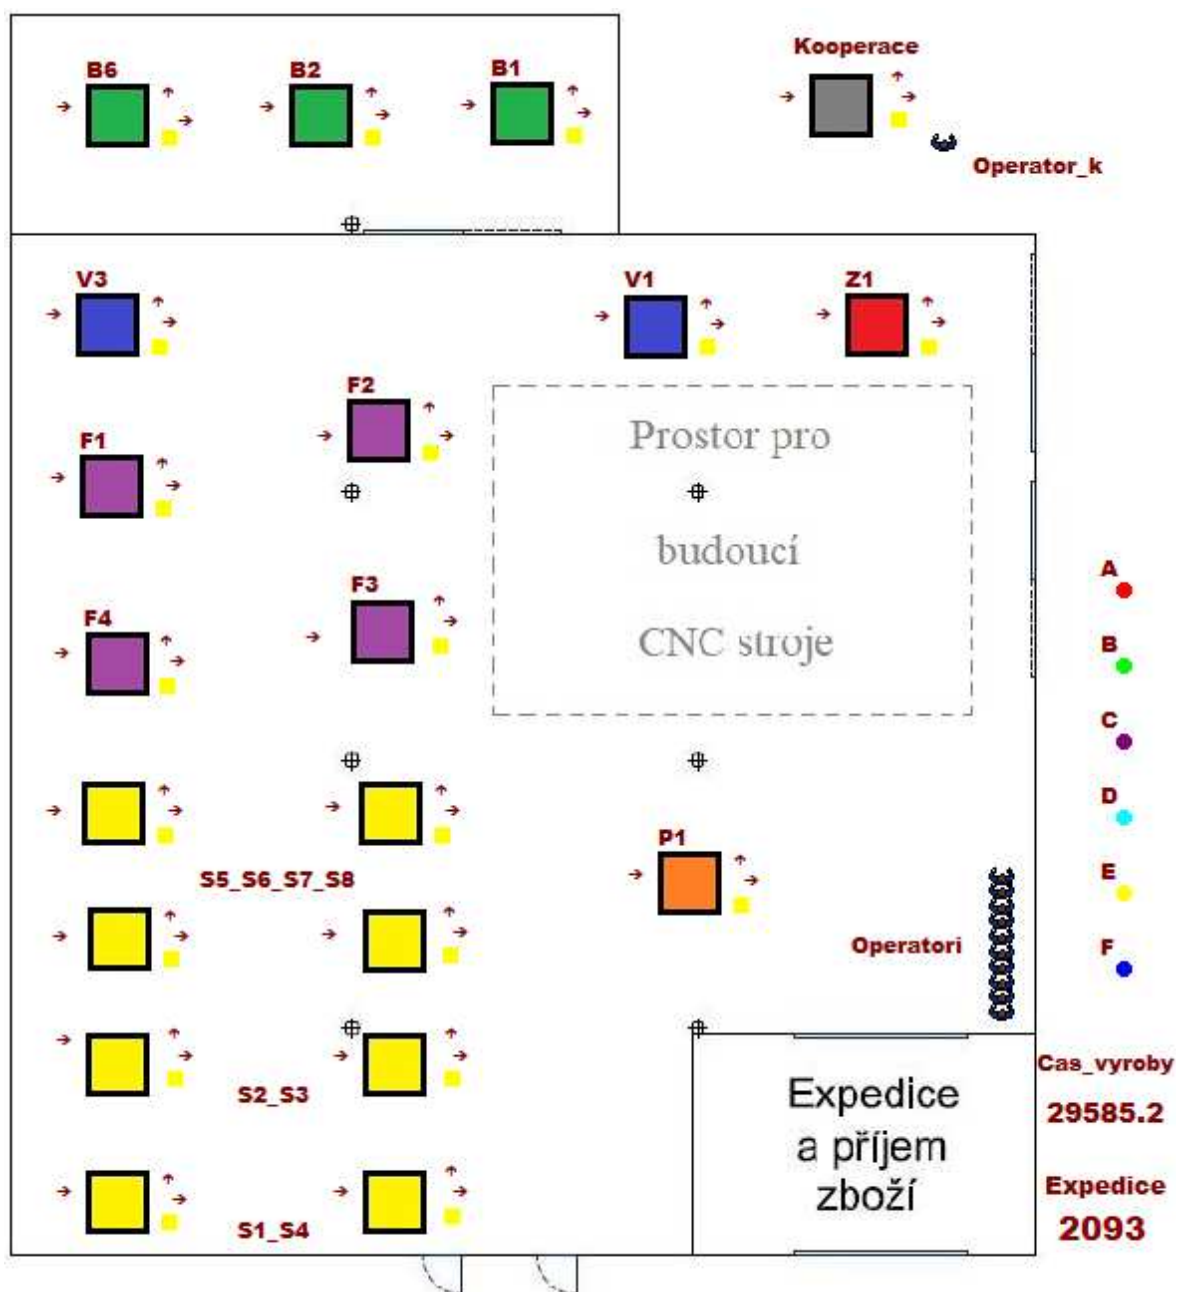 Kooperace
B6
B2
B1
Operator_k
V3
V1
Z1
F2
Prostor pro
F1
budoucí
F3
CNC stroje
F4
A
B
C
D
E
F
P1
S5_S6_S7_S8
Operatori
S2_S3
Expedice
a příjem
zboží
Cas_vyroby
29585.2
Expedice
2093
S1_S4